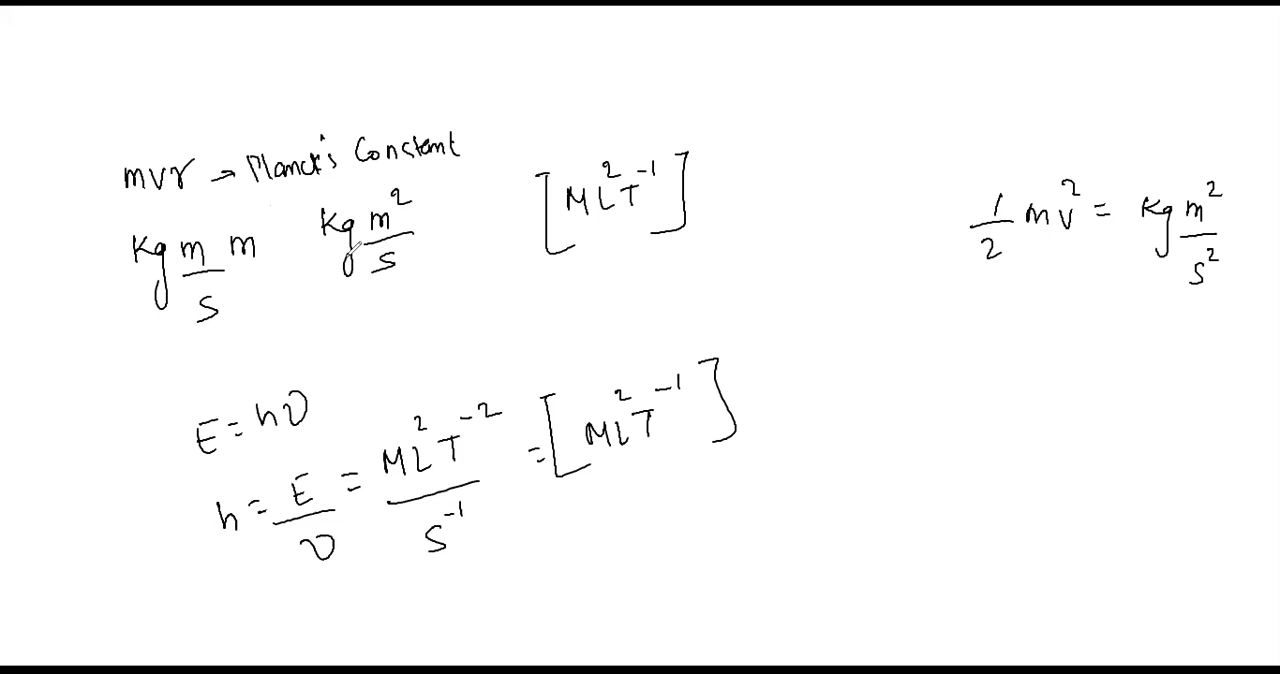 mvr → Planck's Constant
kg m/s m kg m²/s [ML²T⁻¹]
1/2 mv² = kg m²/s²
E = hν
h = E/ν = ML²T⁻²/s⁻¹ = [ML²T⁻¹]